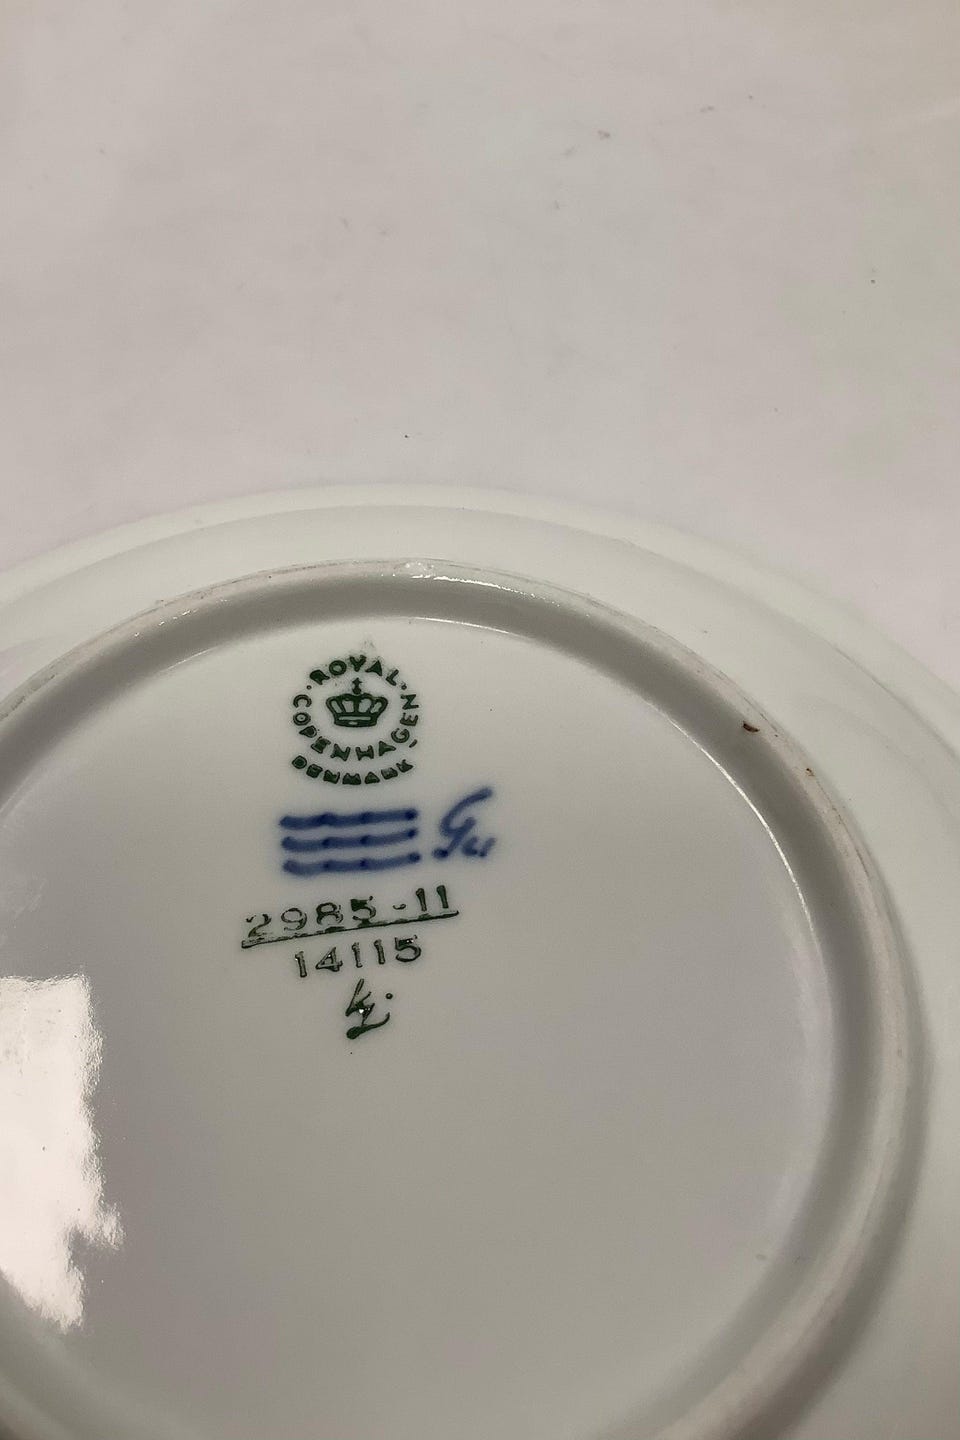 ROYAL
COPENHAGEN
DENMARK
2985-11
14115